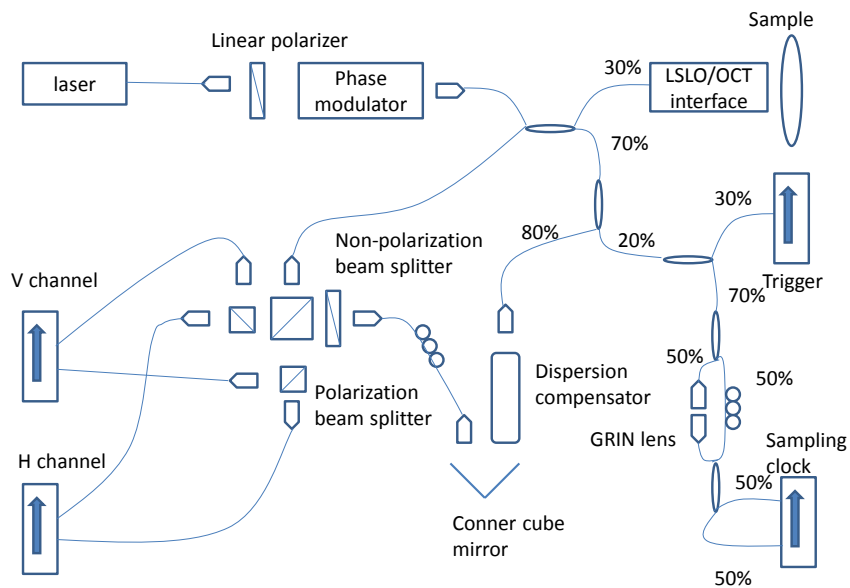 Sample
Linear polarizer
laser
Phase
modulator
30%
LSLO/OCT
interface
70%
30%
80%
20%
Non-polarization
beam splitter
Trigger
V channel
70%
50%
50%
Dispersion
compensator
Polarization
beam splitter
GRIN lens
Sampling
clock
H channel
50%
Conner cube
mirror
50%